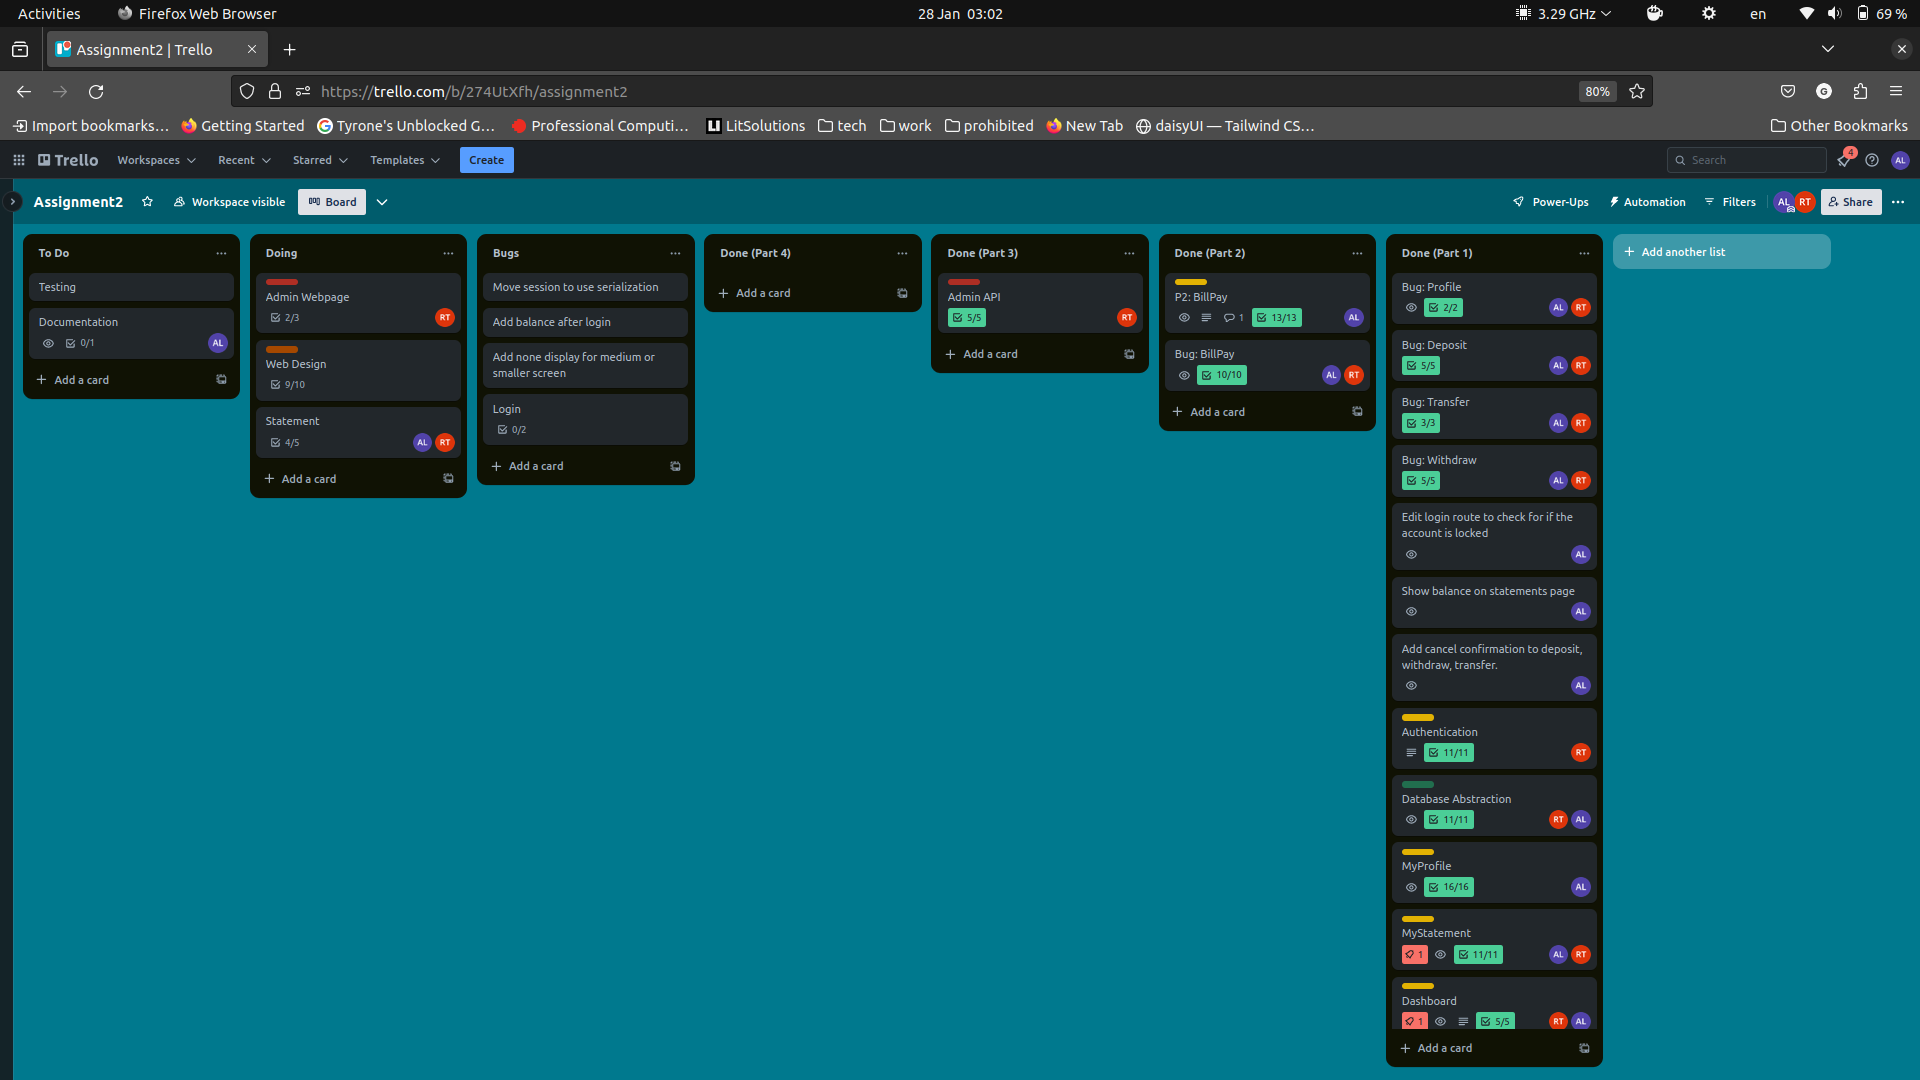 Activities Firefox Web Browser 28 Jan 03:02 3.29 GHz en 69 %
Assignment2 | Trello
https://trello.com/b/274UtXfh/assignment2 80%
Import bookmarks… Getting Started Tyrone's Unblocked G… Professional Computi… LitSolutions tech work prohibited New Tab daisyUI — Tailwind CS… Other Bookmarks
Trello Workspaces Recent Starred Templates Create Search 4 AL
Assignment2 Workspace visible Board Power-Ups Automation Filters AL RT Share
To Do
Testing
Documentation
0/1 AL
Add a card
Doing
Admin Webpage
2/3 RT
Web Design
9/10
Statement
4/5 AL RT
Add a card
Bugs
Move session to use serialization
Add balance after login
Add none display for medium or
smaller screen
Login
0/2
Add a card
Done (Part 4)
Add a card
Done (Part 3)
Admin API
5/5 RT
Add a card
Done (Part 2)
P2: BillPay
1 13/13 AL
Bug: BillPay
10/10 AL RT
Add a card
Done (Part 1)
Bug: Profile
2/2 AL RT
Bug: Deposit
5/5 AL RT
Bug: Transfer
3/3 AL RT
Bug: Withdraw
5/5 AL RT
Edit login route to check for if the
account is locked
AL
Show balance on statements page
AL
Add cancel confirmation to deposit,
withdraw, transfer.
AL
Authentication
11/11 RT
Database Abstraction
11/11 RT AL
MyProfile
16/16 AL
MyStatement
1 11/11 AL RT
Dashboard
1 5/5 RT AL
Add a card
Add another list